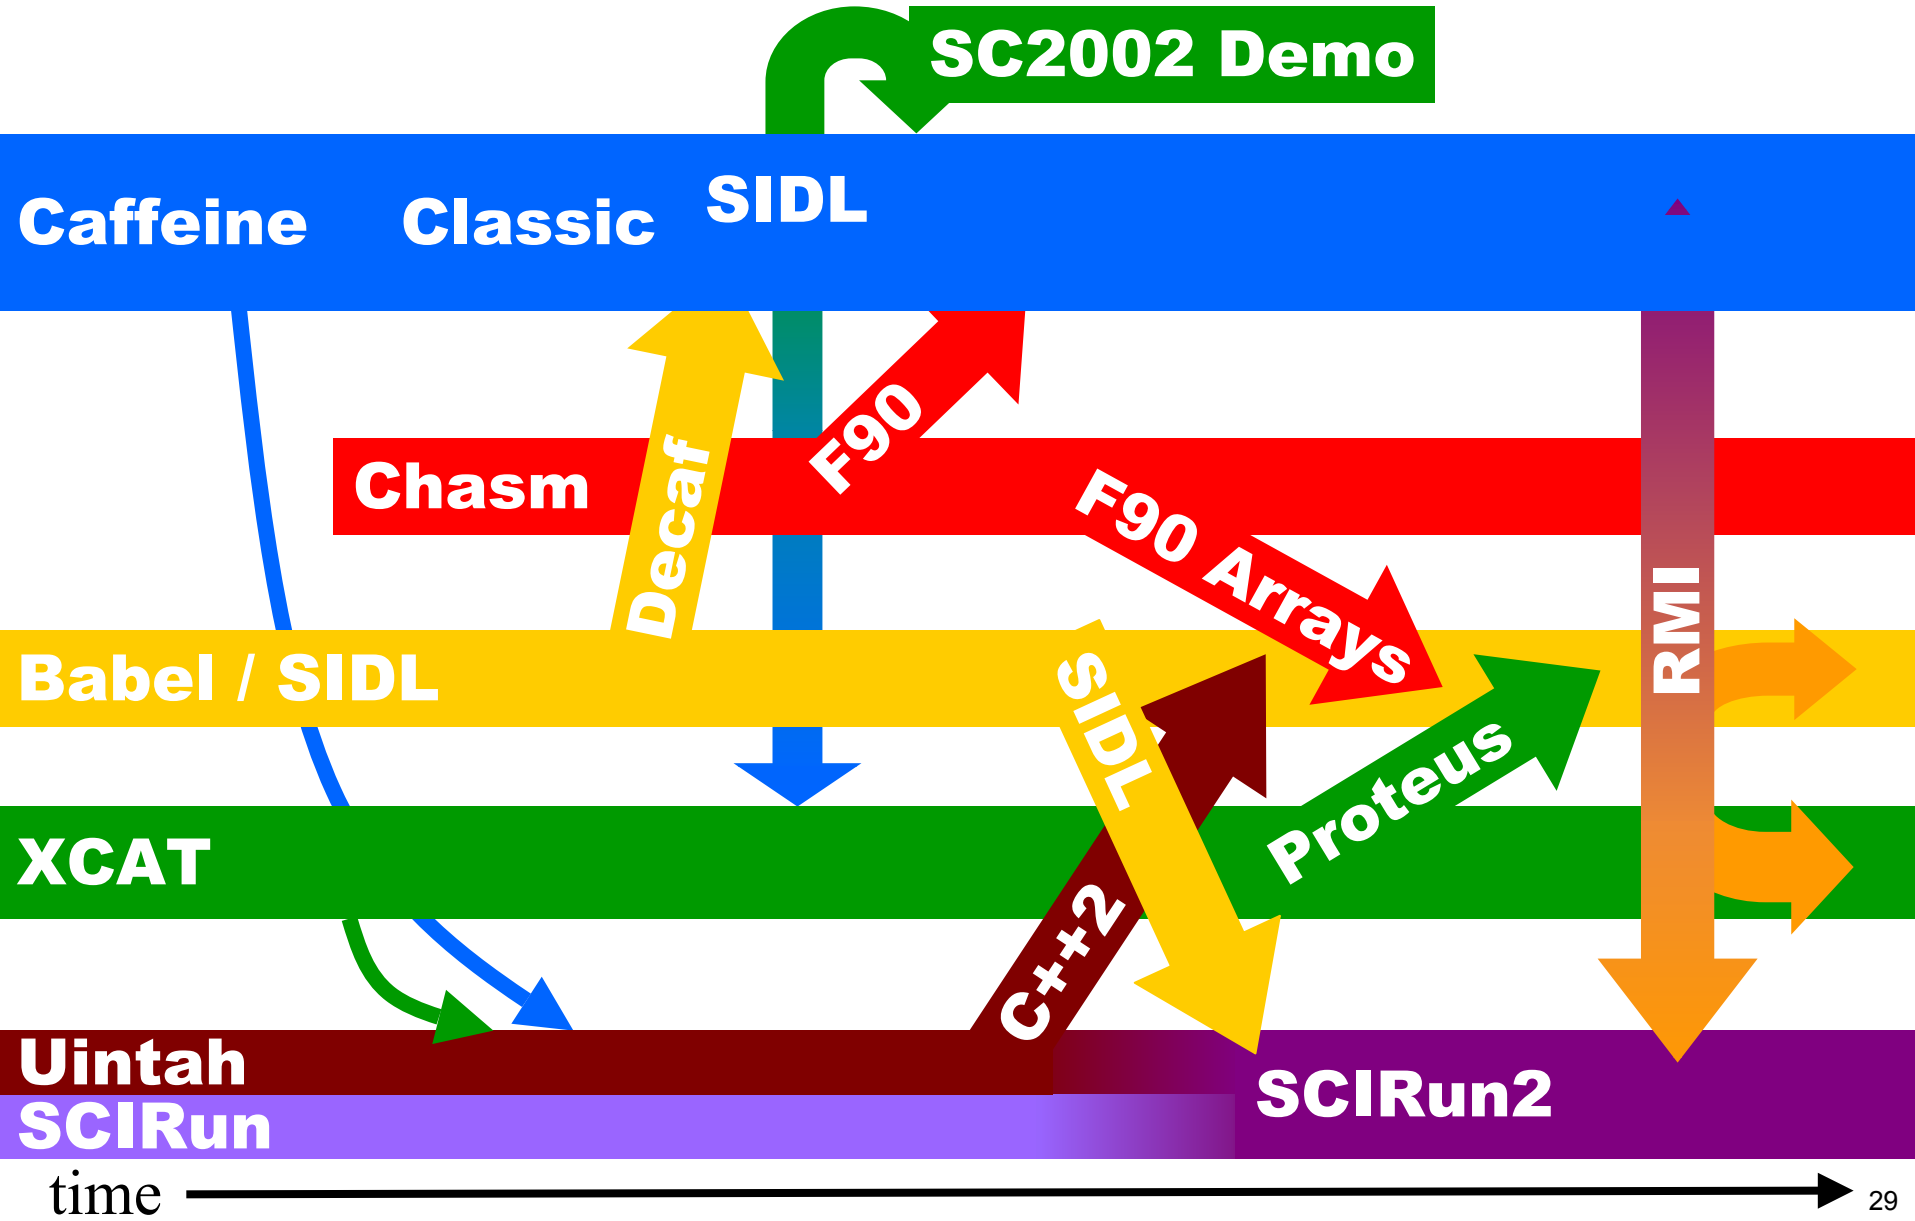 SC2002 Demo
Caffeine
Classic
SIDL
Decaf
F90
Chasm
F90 Arrays
RMI
Babel / SIDL
SIDL
Proteus
XCAT
C++2
Uintah
SCIRun
SCIRun2
time
29